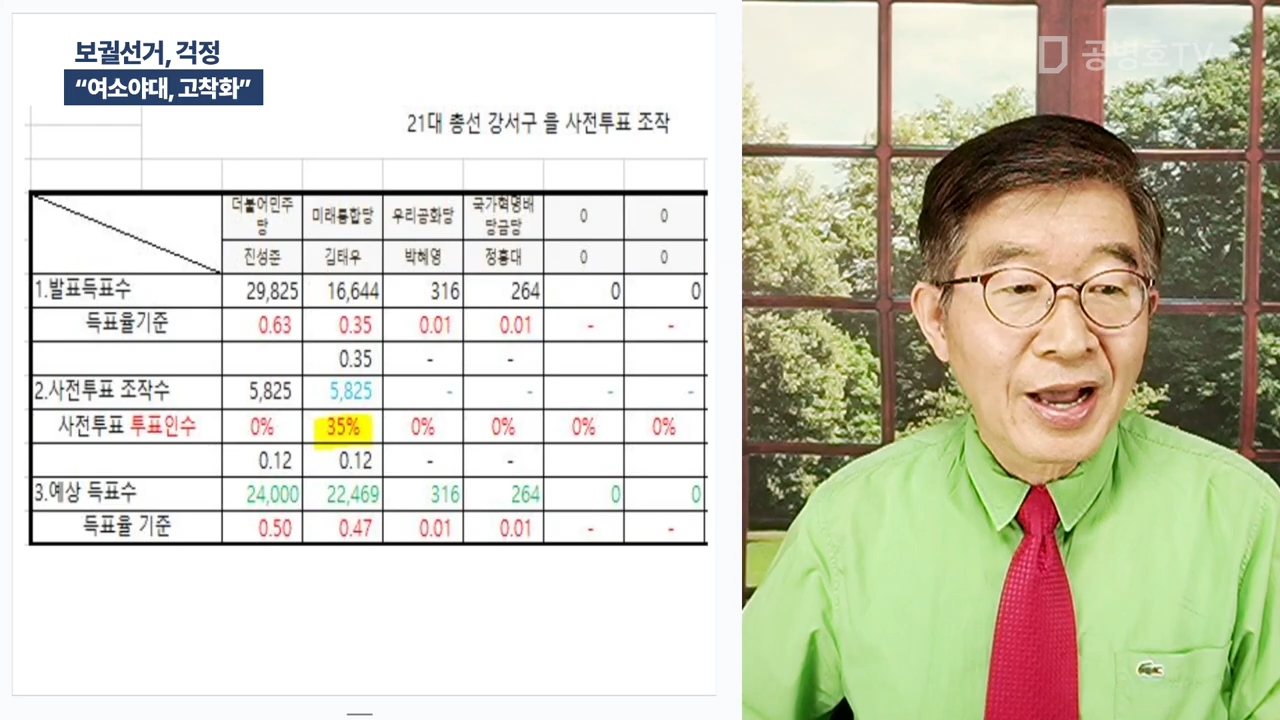 보궐선거, 걱정
“여소야대, 고착화”
공병호TV
21대 총선 강서구 을 사전투표 조작
더불어민주당 미래통합당 우리공화당 국가혁명배당금당 0 0
진성준 김태우 박혜영 정홍대 0 0
1.발표득표수 29,825 16,644 316 264 0 0
득표율기준 0.63 0.35 0.01 0.01 - -
0.35 - -
2.사전투표 조작수 5,825 5,825 - - - -
사전투표 투표인수 0% 35% 0% 0% 0% 0%
0.12 0.12 - -
3.예상 득표수 24,000 22,469 316 264 0 0
득표율 기준 0.50 0.47 0.01 0.01 - -